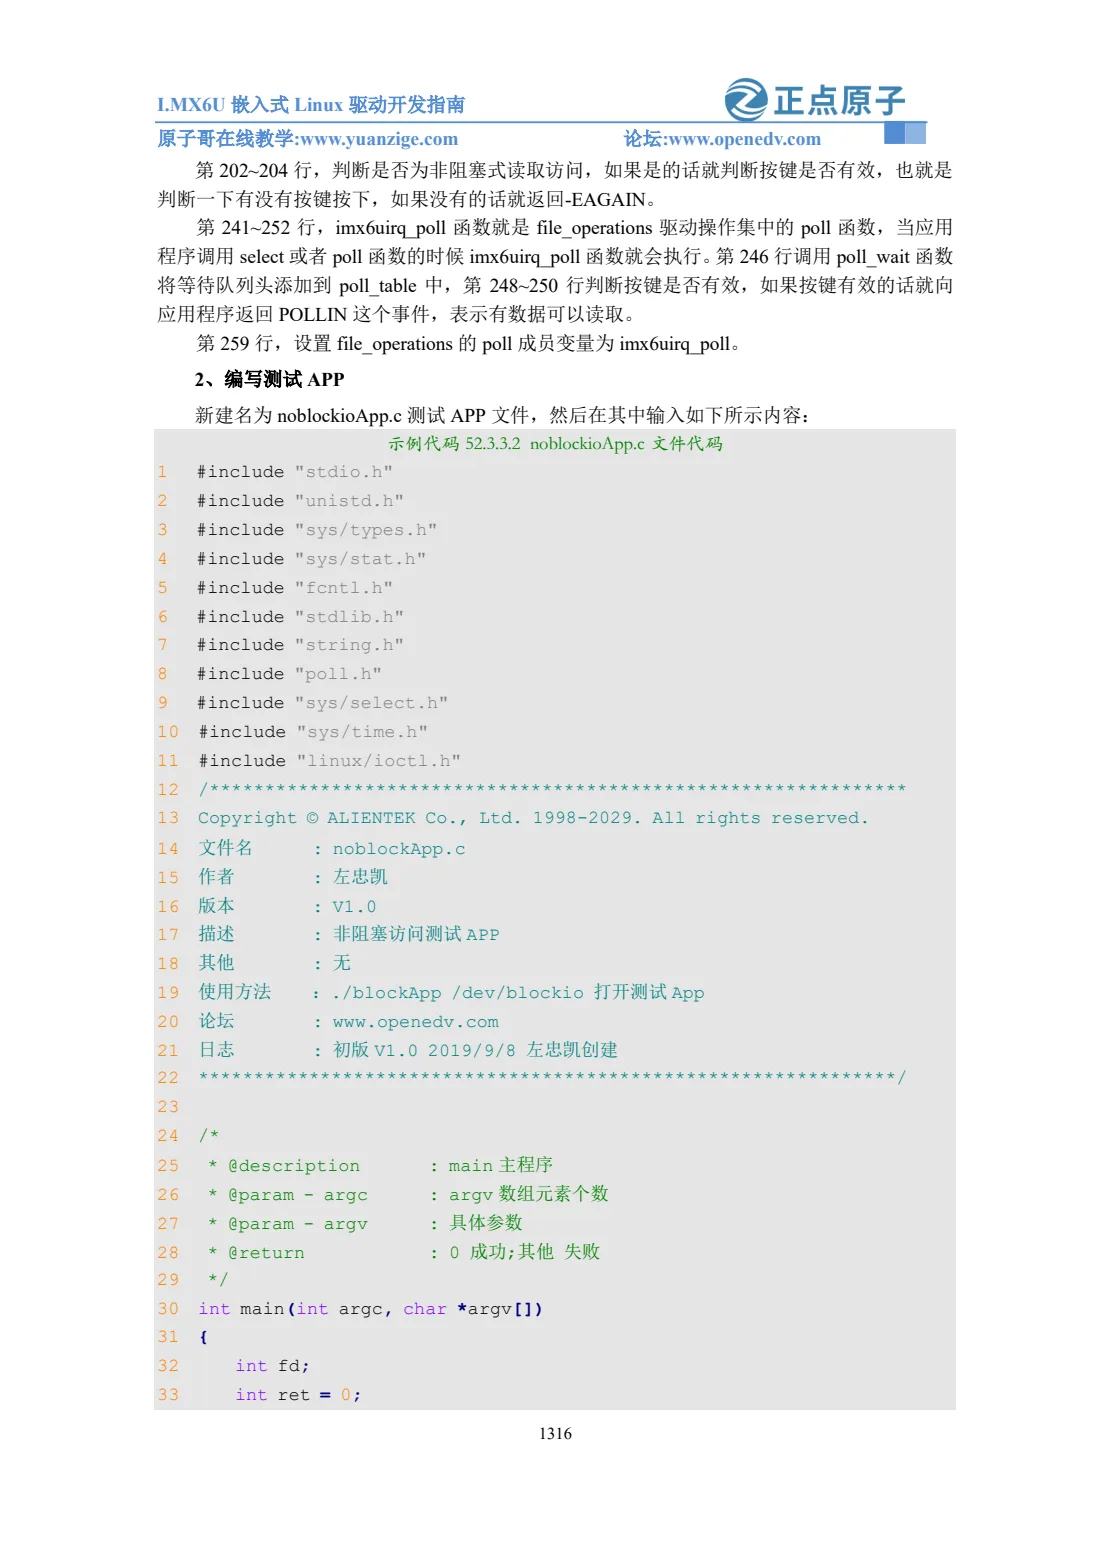 I.MX6U 嵌入式 Linux 驱动开发指南
正点原子
原子哥在线教学:www.yuanzige.com 论坛:www.openedv.com
第 202~204 行，判断是否为非阻塞式读取访问，如果是的话就判断按键是否有效，也就是
判断一下有没有按键按下，如果没有的话就返回-EAGAIN。
第 241~252 行，imx6uirq_poll 函数就是 file_operations 驱动操作集中的 poll 函数，当应用
程序调用 select 或者 poll 函数的时候 imx6uirq_poll 函数就会执行。第 246 行调用 poll_wait 函数
将等待队列头添加到 poll_table 中，第 248~250 行判断按键是否有效，如果按键有效的话就向
应用程序返回 POLLIN 这个事件，表示有数据可以读取。
第 259 行，设置 file_operations 的 poll 成员变量为 imx6uirq_poll。
2、编写测试 APP
新建名为 noblockioApp.c 测试 APP 文件，然后在其中输入如下所示内容：
示例代码 52.3.3.2 noblockioApp.c 文件代码
1 #include "stdio.h"
2 #include "unistd.h"
3 #include "sys/types.h"
4 #include "sys/stat.h"
5 #include "fcntl.h"
6 #include "stdlib.h"
7 #include "string.h"
8 #include "poll.h"
9 #include "sys/select.h"
10 #include "sys/time.h"
11 #include "linux/ioctl.h"
12 /***************************************************************
13 Copyright © ALIENTEK Co., Ltd. 1998-2029. All rights reserved.
14 文件名 : noblockApp.c
15 作者 : 左忠凯
16 版本 : V1.0
17 描述 : 非阻塞访问测试 APP
18 其他 : 无
19 使用方法 : ./blockApp /dev/blockio 打开测试 App
20 论坛 : www.openedv.com
21 日志 : 初版 V1.0 2019/9/8 左忠凯创建
22 ***************************************************************/
23
24 /*
25 * @description : main 主程序
26 * @param - argc : argv 数组元素个数
27 * @param - argv : 具体参数
28 * @return : 0 成功;其他 失败
29 */
30 int main(int argc, char *argv[])
31 {
32 int fd;
33 int ret = 0;
1316